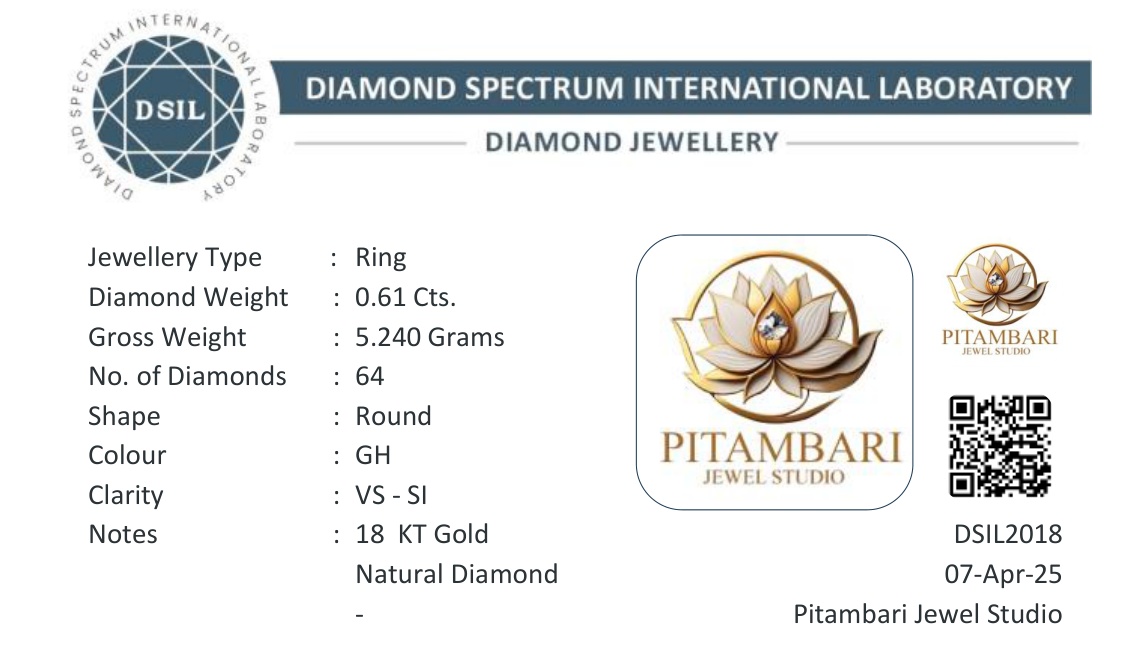 DIAMOND SPECTRUM INTERNATIONAL LABORATORY
DSIL
DIAMOND SPECTRUM INTERNATIONAL LABORATORY
DIAMOND JEWELLERY
Jewellery Type : Ring
Diamond Weight : 0.61 Cts.
Gross Weight : 5.240 Grams
No. of Diamonds : 64
Shape : Round
Colour : GH
Clarity : VS - SI
Notes : 18 KT Gold
Natural Diamond
-
PITAMBARI
JEWEL STUDIO
PITAMBARI
JEWEL STUDIO
DSIL2018
07-Apr-25
Pitambari Jewel Studio